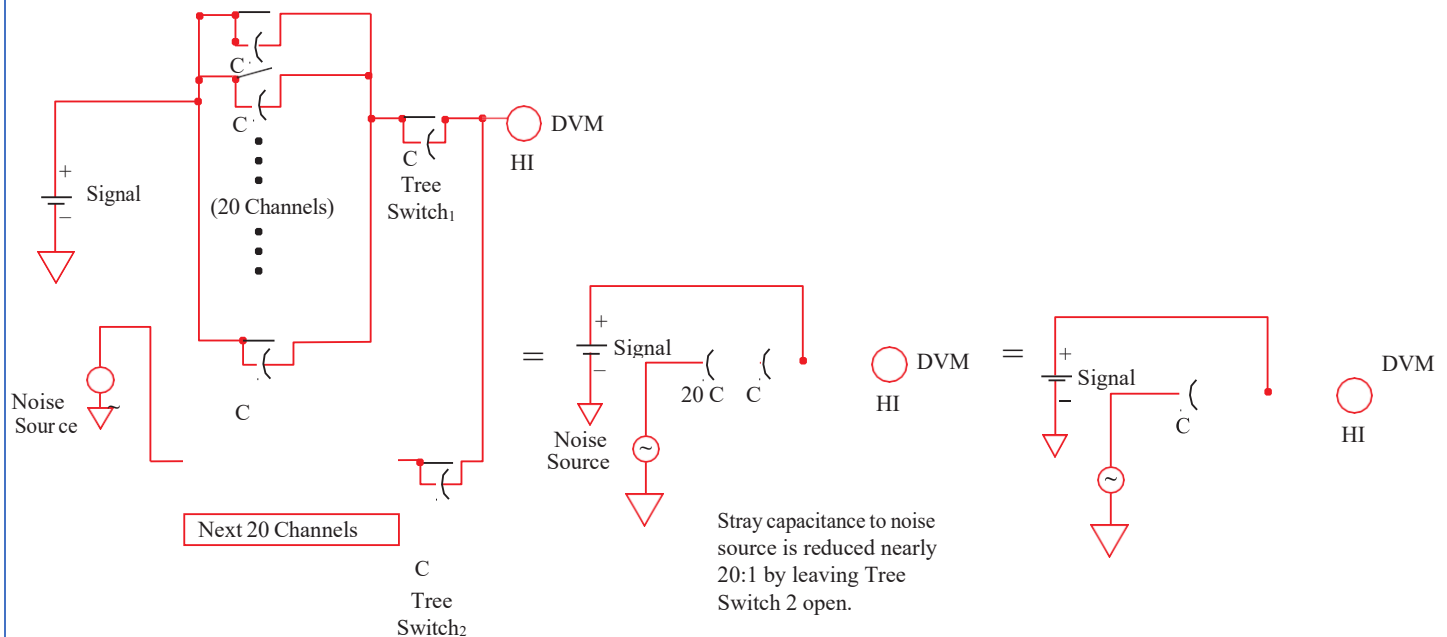 C
C
DVM
HI
C
Tree
Switch1
+
Signal
−
(20 Channels)
Noise
Sour ce
~
C
Next 20 Channels
C
Tree
Switch2
=
+
Signal
−
20 C C
DVM
HI
Noise
Source
~
Stray capacitance to noise
source is reduced nearly
20:1 by leaving Tree
Switch 2 open.
=
+
Signal
−
C
~
DVM
HI